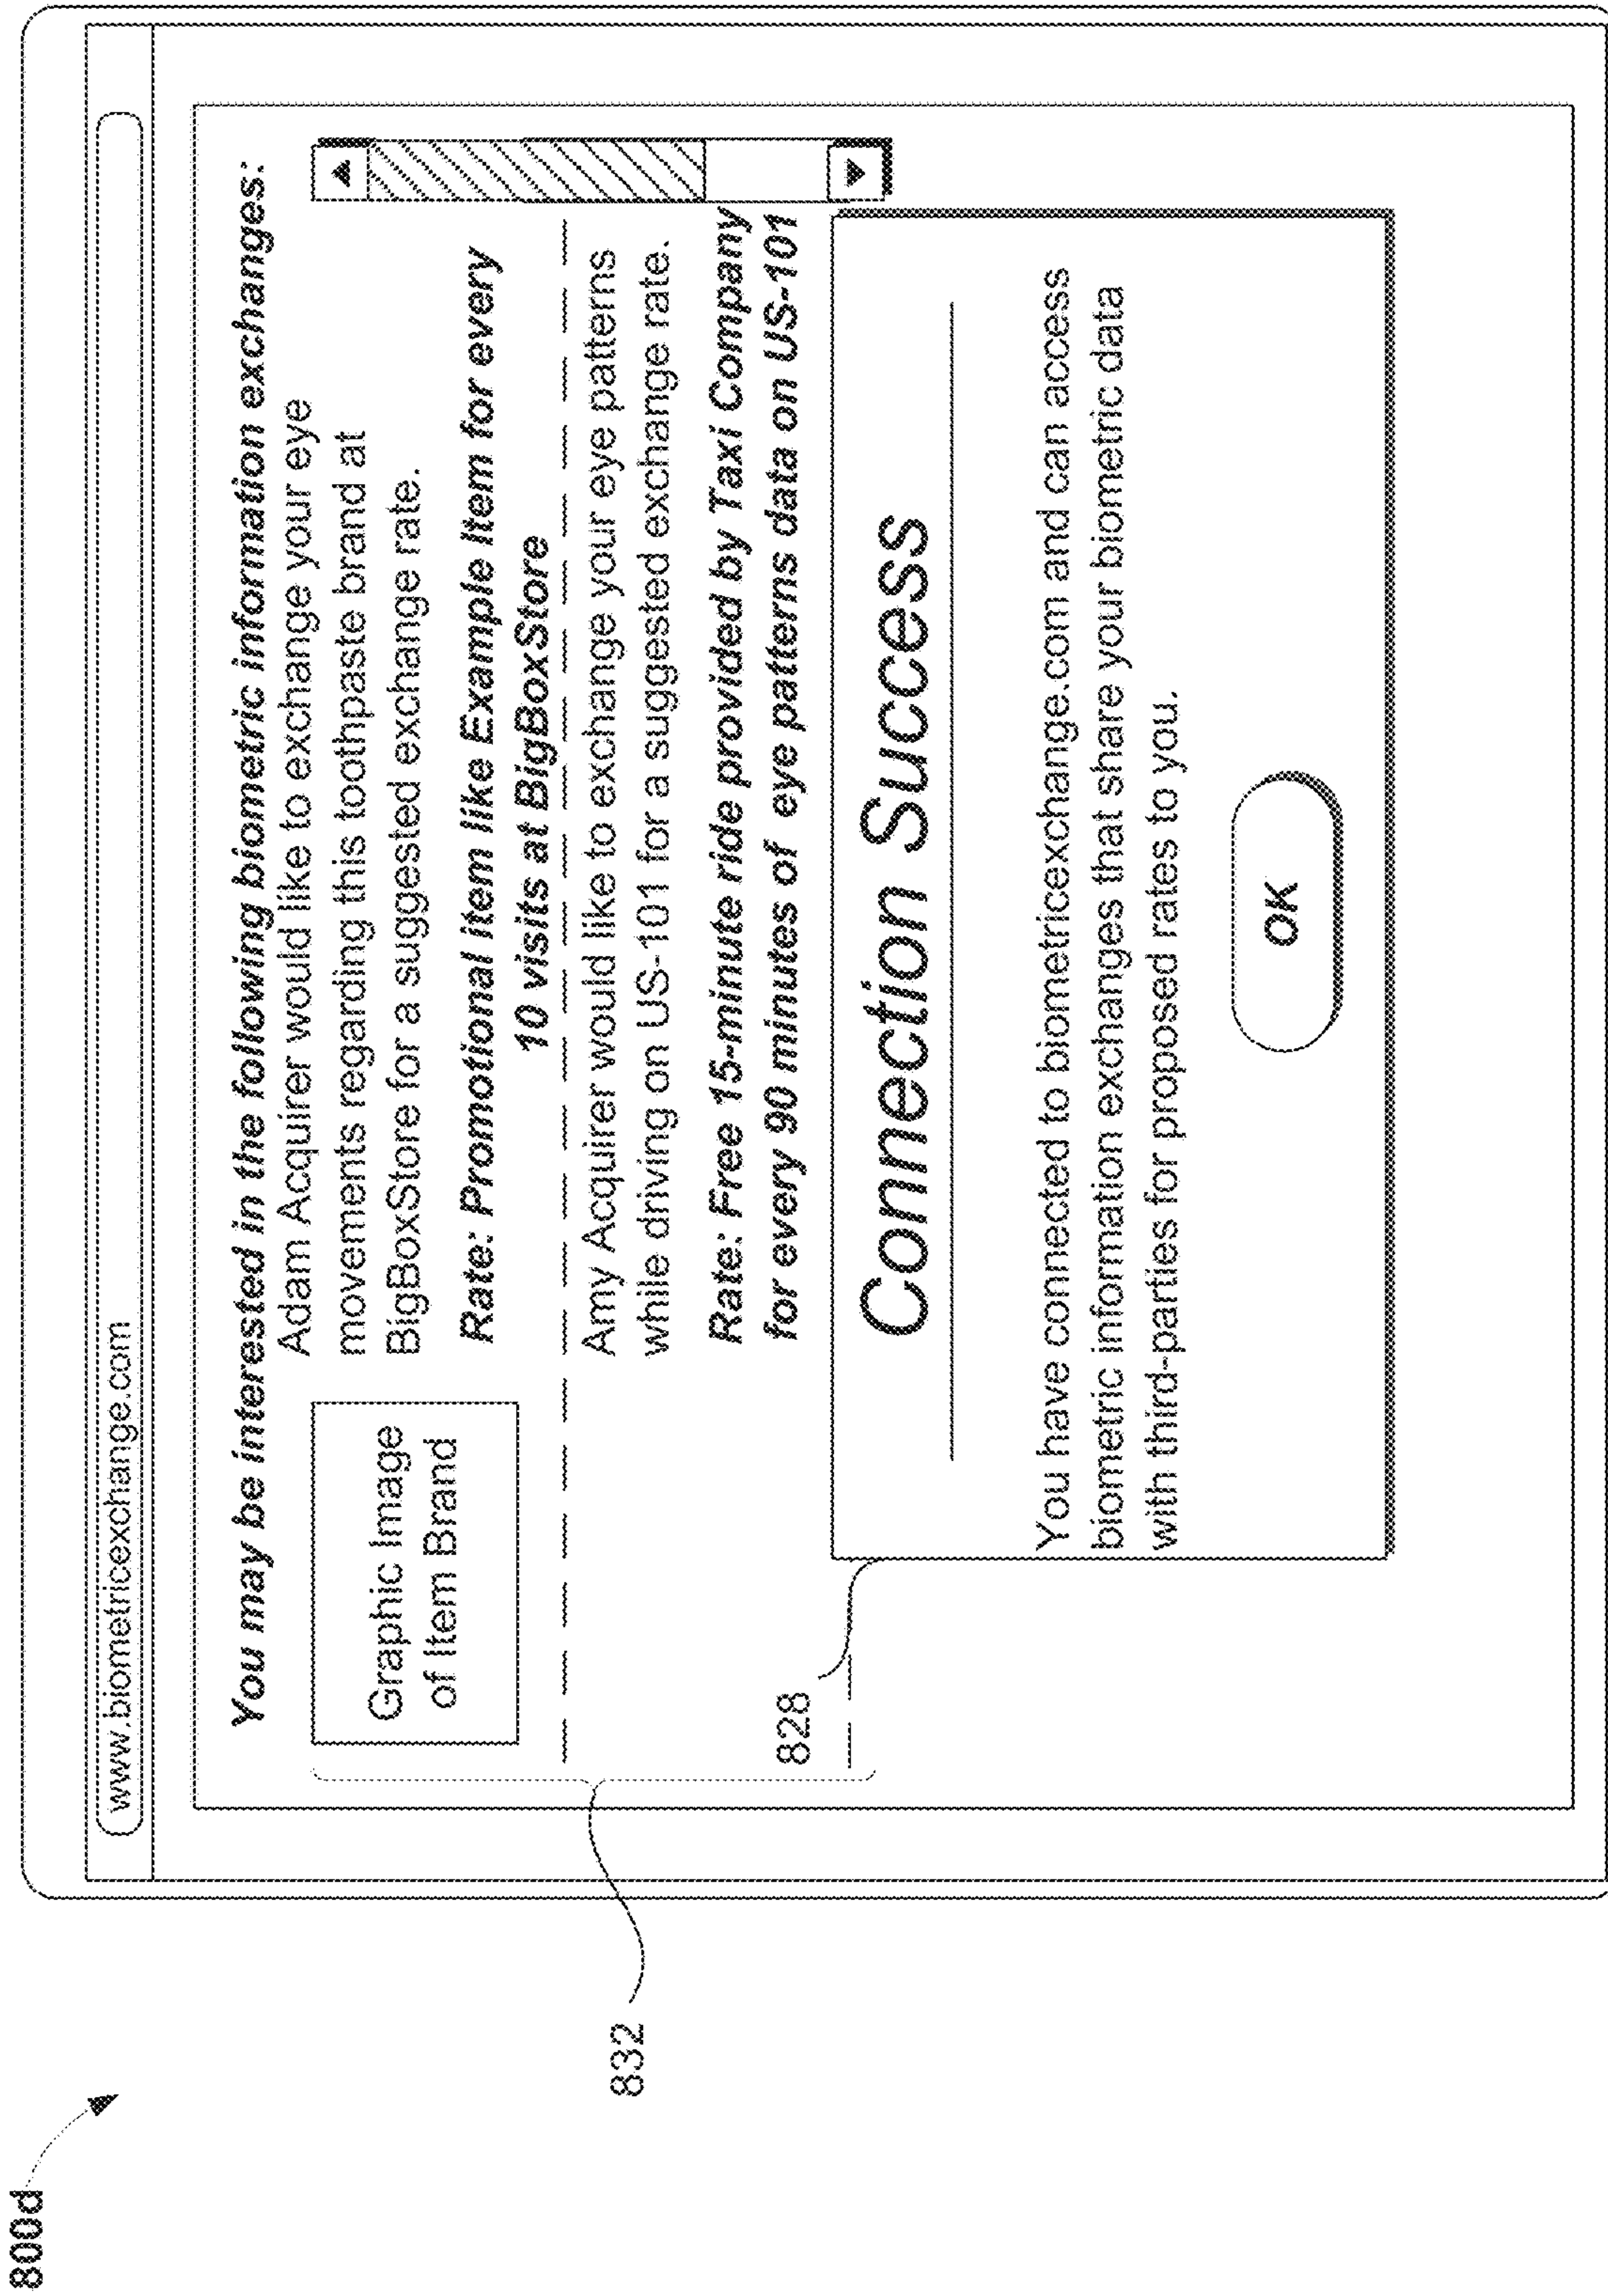 800d
www.biometricexchange.com
You may be interested in the following biometric information exchanges:
Graphic Image
of Item Brand
Adam Acquirer would like to exchange your eye
movements regarding this toothpaste brand at
BigBoxStore for a suggested exchange rate.
Rate: Promotional item like Example Item for every
10 visits at BigBoxStore
Amy Acquirer would like to exchange your eye patterns
while driving on US-101 for a suggested exchange rate.
Rate: Free 15-minute ride provided by Taxi Company
for every 90 minutes of eye patterns data on US-101
832
828
Connection Success
You have connected to biometricexchange.com and can access
biometric information exchanges that share your biometric data
with third-parties for proposed rates to you.
OK